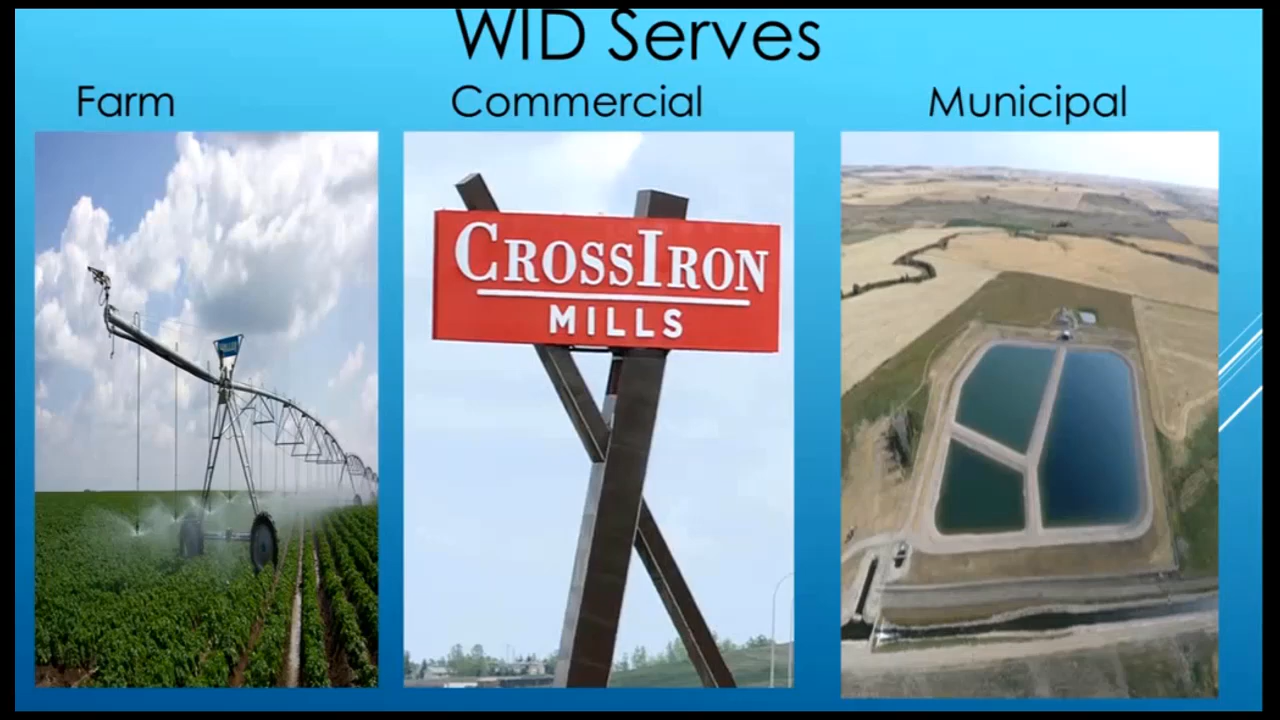 WID Serves
Farm
Commercial
Municipal
CROSSIRON
MILLS